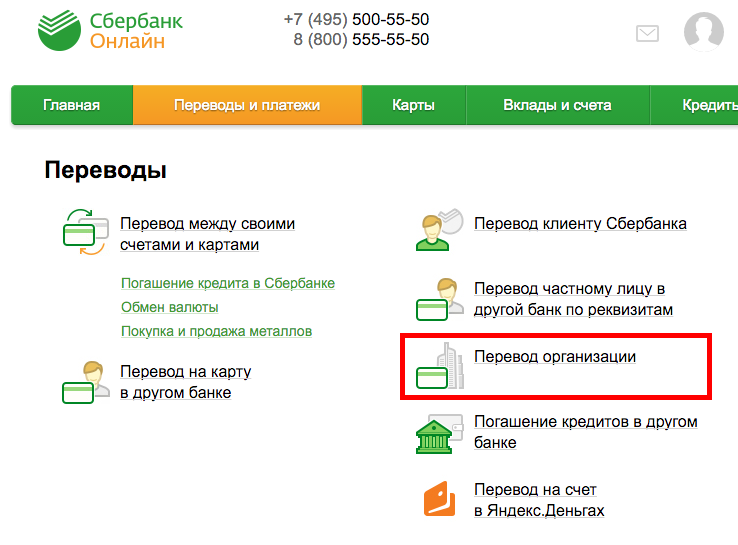 Сбербанк
Онлайн
+7 (495) 500-55-50
8 (800) 555-55-50
Главная
Переводы и платежи
Карты
Вклады и счета
Кредиты
Переводы
Перевод между своими
счетами и картами
Погашение кредита в Сбербанке
Обмен валюты
Покупка и продажа металлов
Перевод на карту
в другом банке
Перевод клиенту Сбербанка
Перевод частному лицу в
другой банк по реквизитам
Перевод организации
Погашение кредитов в другом
банке
Перевод на счет
в Яндекс.Деньгах